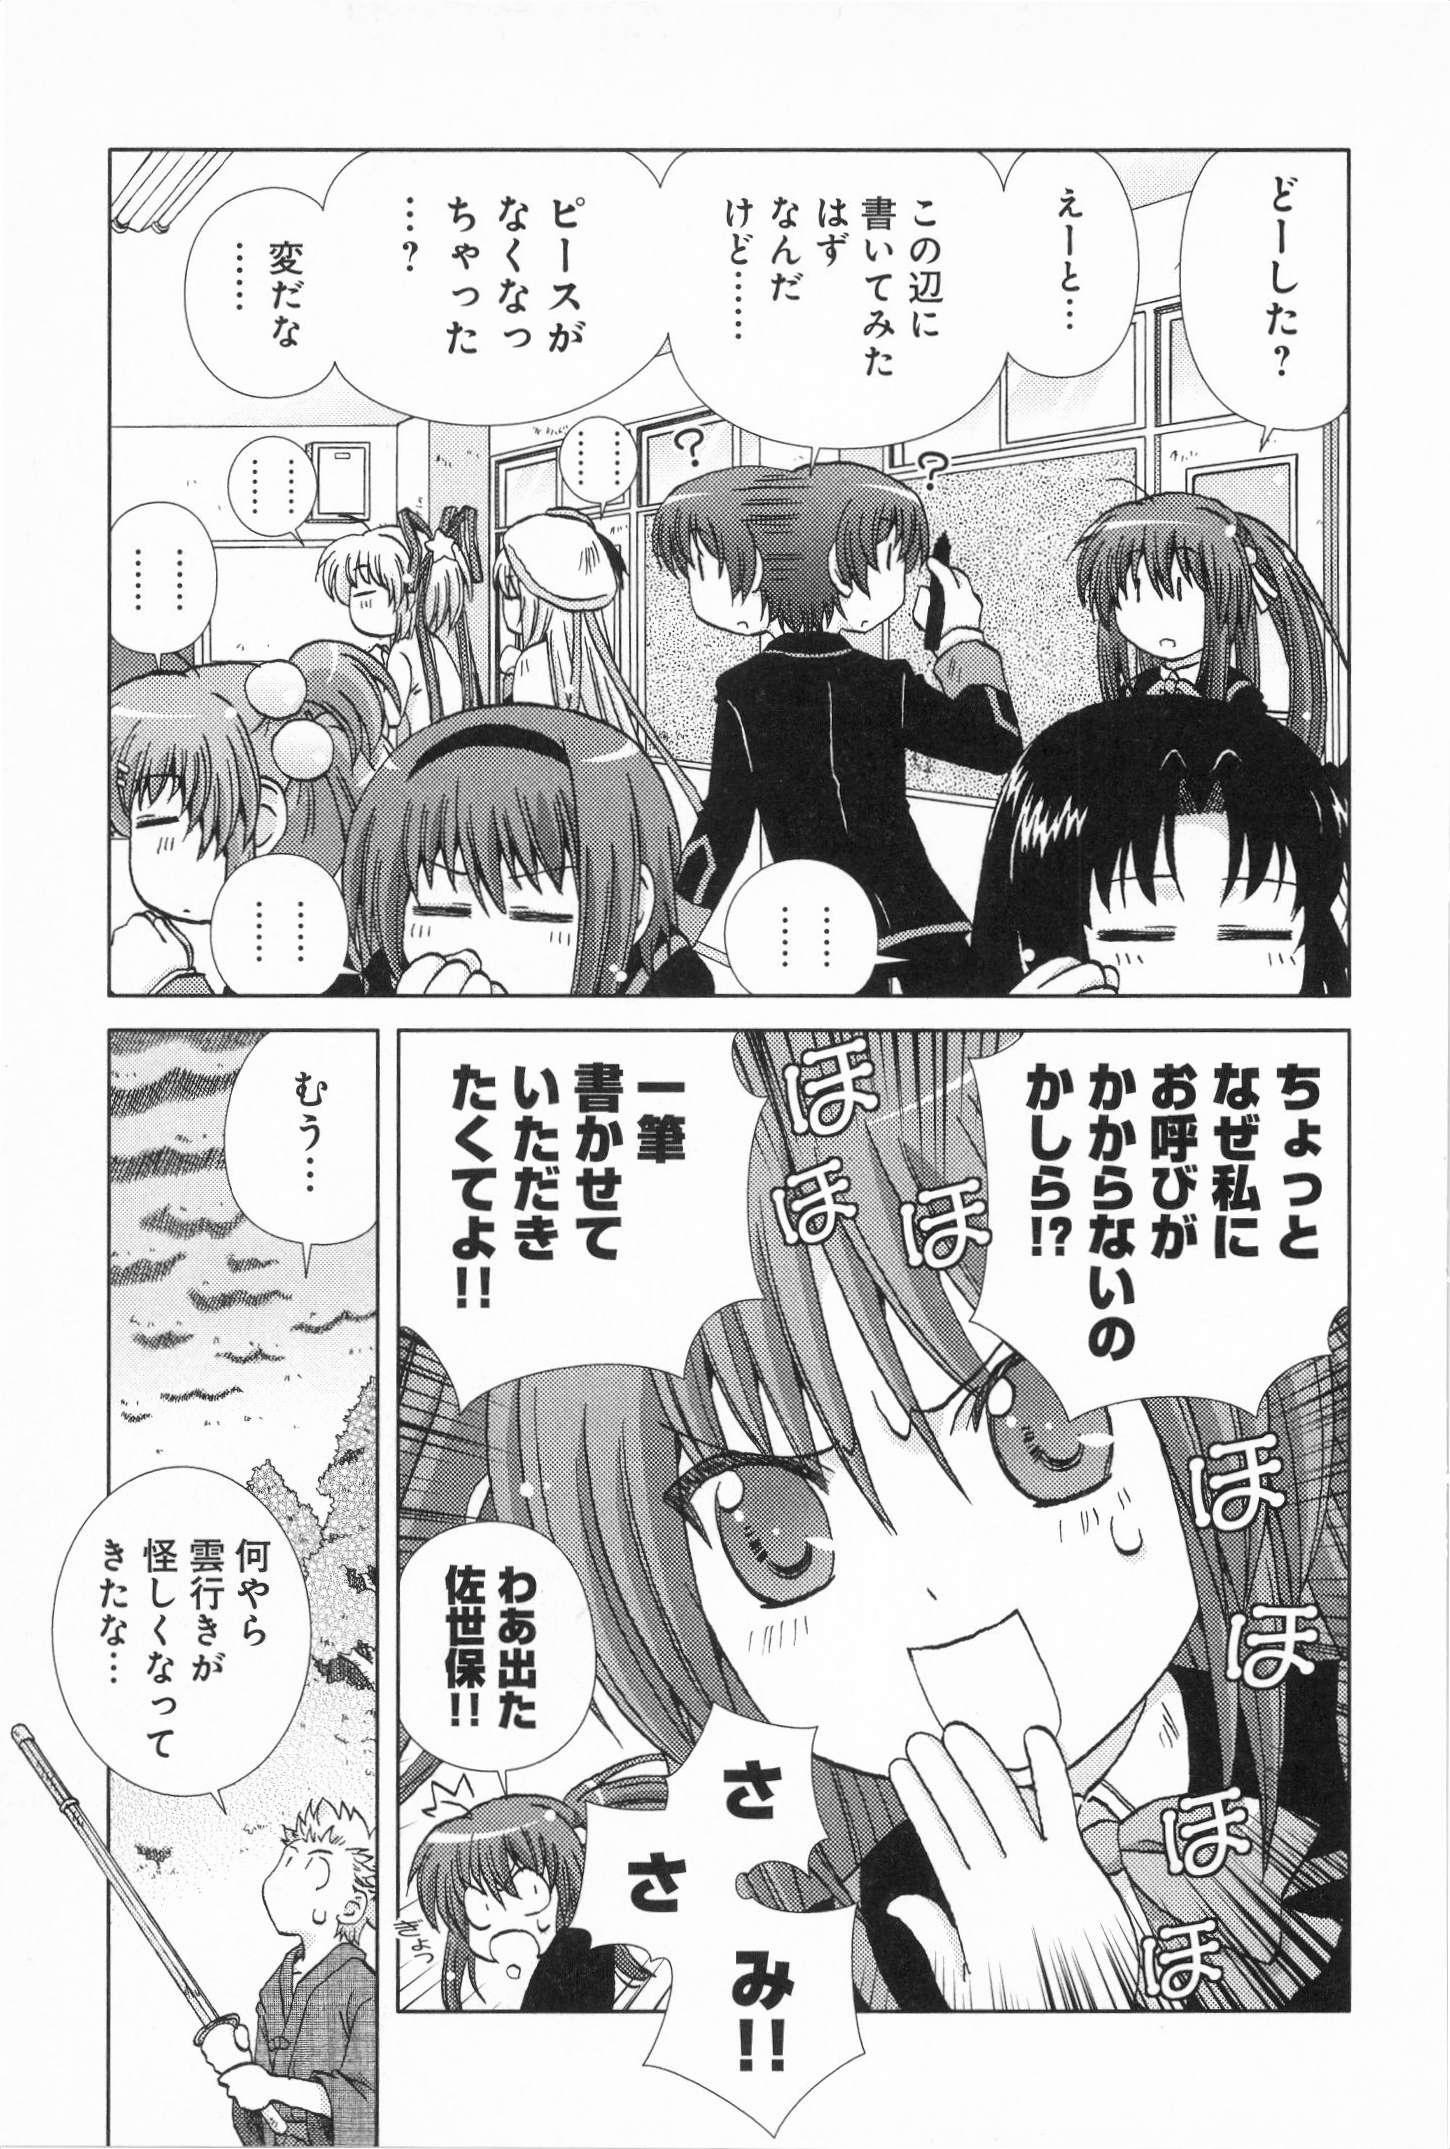 どーした？
えーと…
この辺に
書いてみた
はず
なんだ
けど……
ピースが
なくなっ
ちゃった
…？
変だな
……
？
？
……
……
……
……
……
……
……
……
……
……
ちょっと
なぜ私に
お呼びが
かからないの
かしら!?
一筆
書かせて
いただき
たくてよ!!
ほ
ほ
ほ
ほ
ほ
ほ
ほ
わあ出た
佐世保!!
ささみ!!
ぎょっ
むう…
何やら
雲行きが
怪しくなって
きたな…